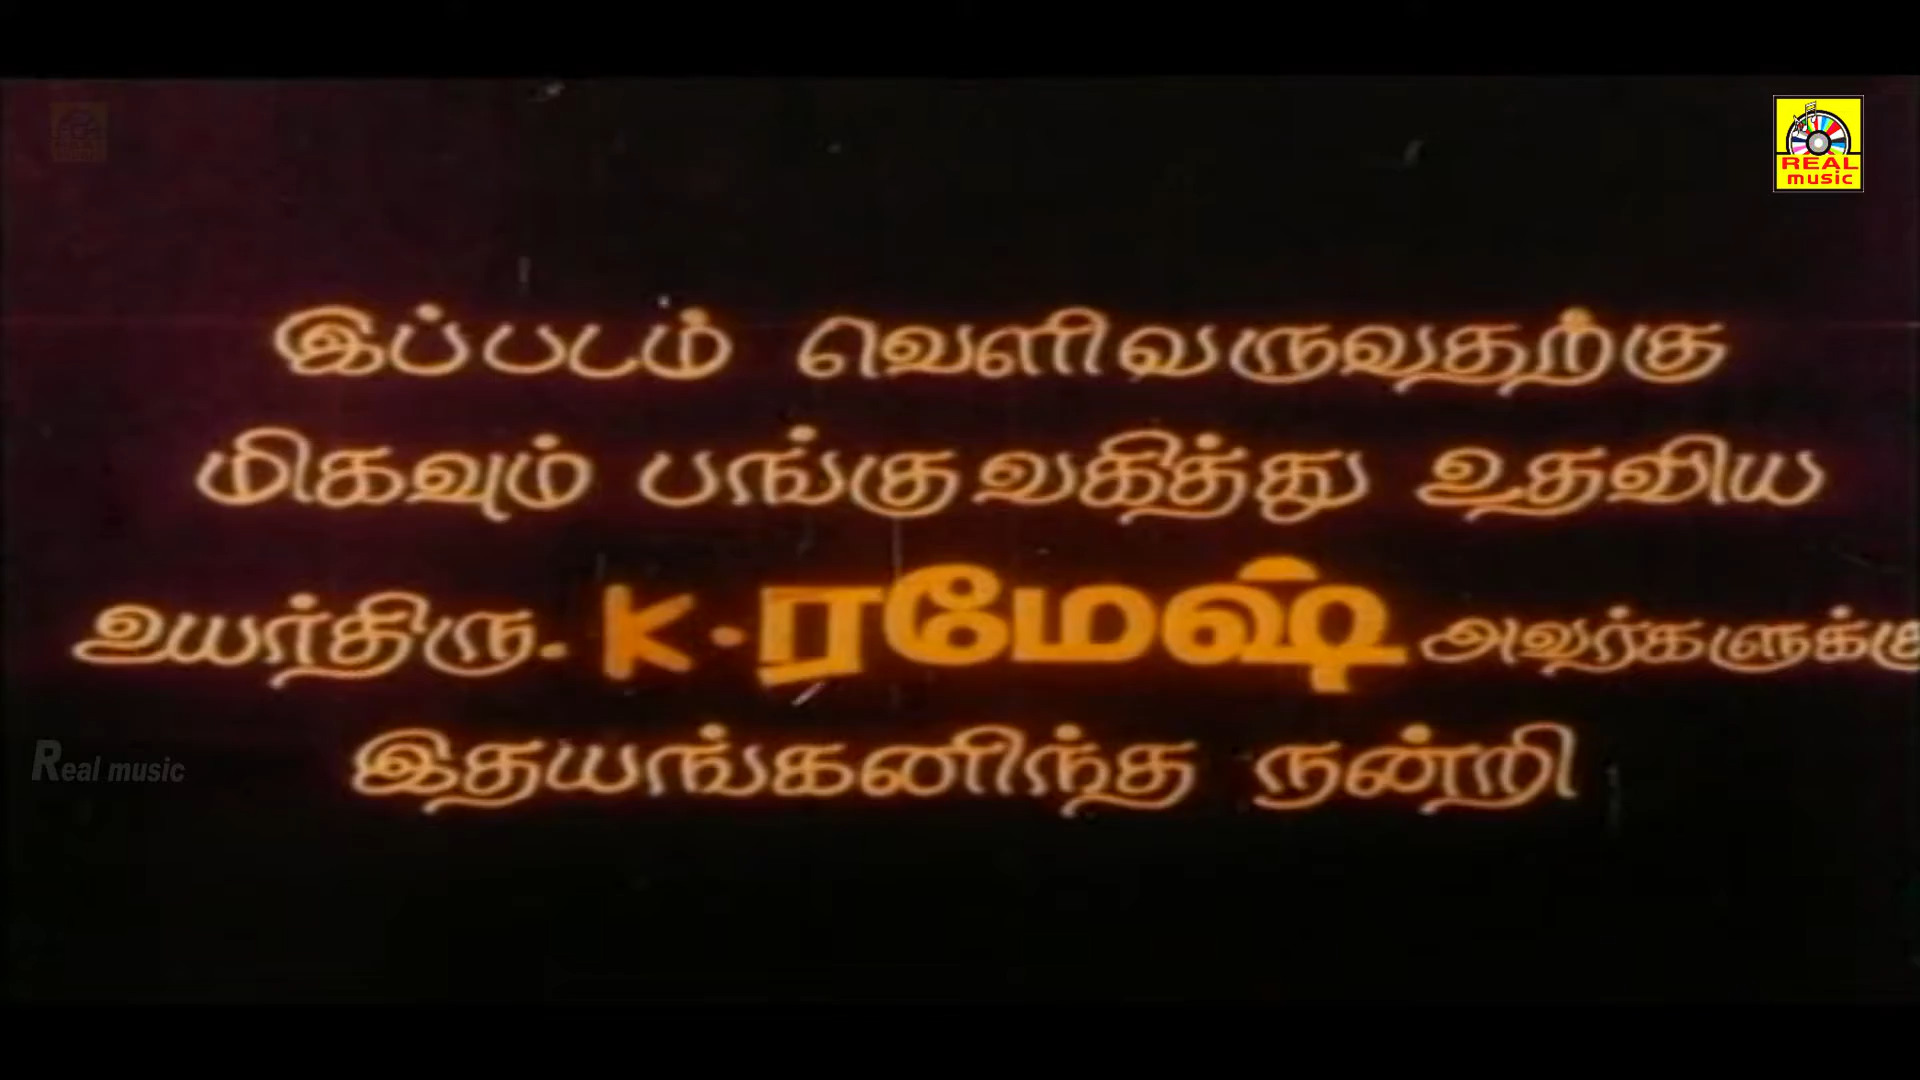 REAL
music
இப்படம் வெளிவருவதற்கு
மிகவும் பங்கு வகித்து உதவிய
உயர்திரு. K. ரமேஷ் அவர்களுக்கு
இதயங்கனிந்த நன்றி
Real music